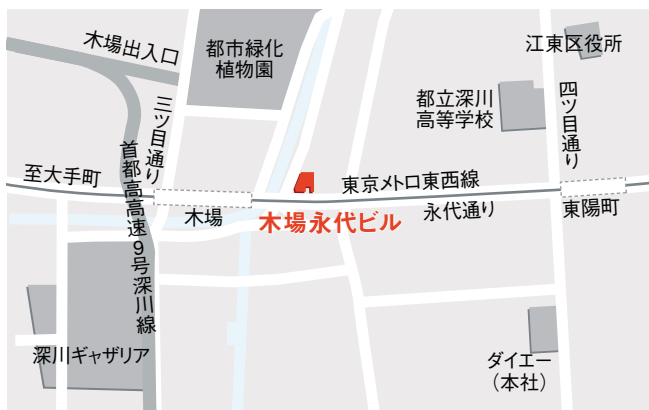 木場出入口
都市緑化
植物園
江東区役所
都立深川
高等学校
四ツ目通り
三ツ目通り
首都高高速9号深川線
至大手町
東京メトロ東西線
木場
木場永代ビル
永代通り
東陽町
深川ギャザリア
ダイエー
（本社）